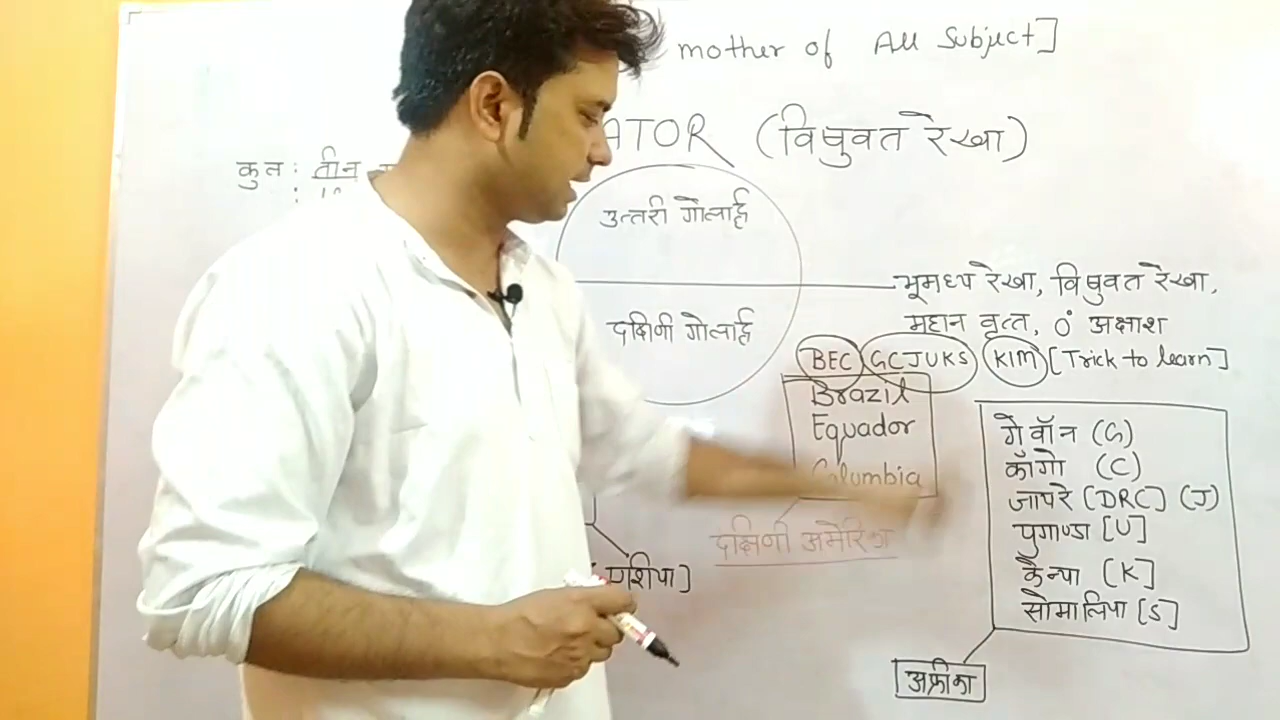 mother of All Subject]
ATOR (विषुवत रेखा)
कुल : तीन
उत्तरी गोलार्द्ध
दक्षिणी गोलार्द्ध
भूमध्य रेखा, विषुवत रेखा,
महान वृत्त, 0° अक्षाश
BEC GCJUKS KIM [Trick to learn]
Brazil
Equador
Columbia
दक्षिणी अमेरिका
एशिया]
गेवॉन (G)
कॉगो (C)
जायरे [DRC] (J)
युगाण्डा [U]
कैन्या [K]
सोमालिया [S]
अफ्रीका